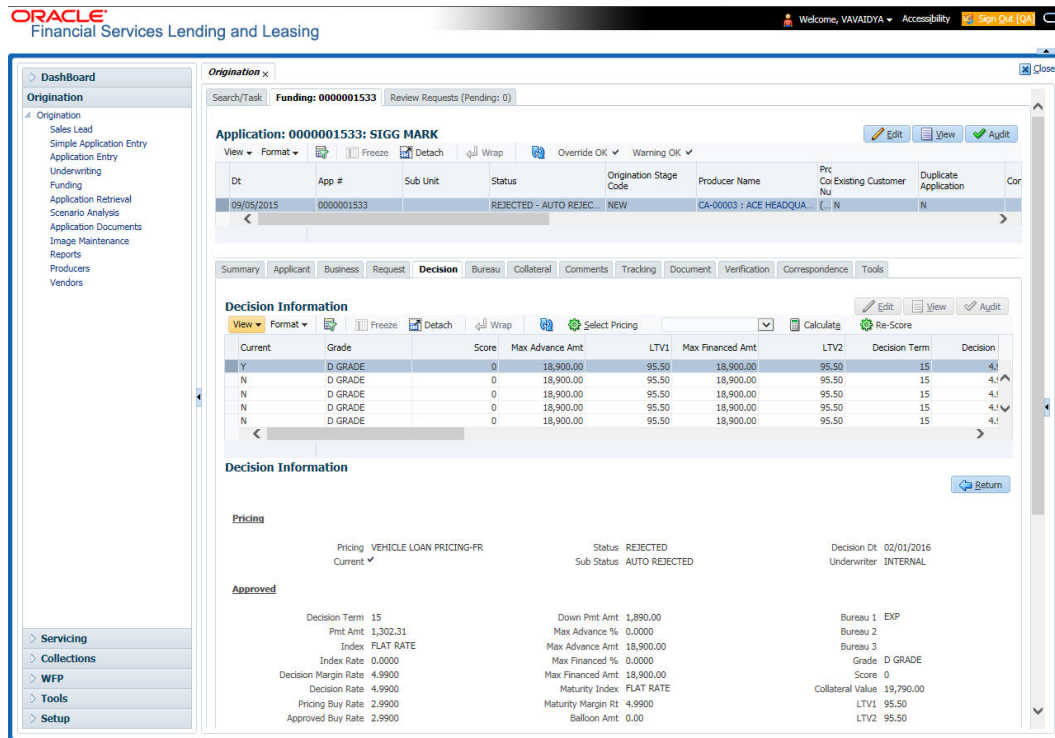 ORACLE®
Financial Services Lending and Leasing
Welcome, VAVAIDYA Accessibility Sign Out [QA]
Close
DashBoard
Origination
Origination
Sales Lead
Simple Application Entry
Application Entry
Underwriting
Funding
Application Retrieval
Scenario Analysis
Application Documents
Image Maintenance
Reports
Producers
Vendors
Servicing
Collections
WFP
Tools
Setup
Origination x
Search/Task Funding: 0000001533 Review Requests (Pending: 0)
Application: 0000001533: SIGG MARK
Edit View Audit
View Format Freeze Detach Wrap Override OK Warning OK
Dt App # Sub Unit Status Origination Stage Code Producer Name Existing Customer Duplicate Application
09/05/2015 0000001533 REJECTED - AUTO REJEC... NEW CA-00003 : ACE HEADQUA... (... N N
Summary Applicant Business Request Decision Bureau Collateral Comments Tracking Document Verification Correspondence Tools
Decision Information
Edit View Audit
View Format Freeze Detach Wrap Select Pricing Calculate Re-Score
Current Grade Score Max Advance Amt LTV1 Max Financed Amt LTV2 Decision Term Decision
Y D GRADE 0 18,900.00 95.50 18,900.00 95.50 15
N D GRADE 0 18,900.00 95.50 18,900.00 95.50 15
N D GRADE 0 18,900.00 95.50 18,900.00 95.50 15
N D GRADE 0 18,900.00 95.50 18,900.00 95.50 15
N D GRADE 0 18,900.00 95.50 18,900.00 95.50 15
Decision Information
Return
Pricing
Pricing VEHICLE LOAN PRICING-FR Status REJECTED Decision Dt 02/01/2016
Current Sub Status AUTO REJECTED Underwriter INTERNAL
Approved
Decision Term 15 Down Pmt Amt 1,890.00 Bureau 1 EXP
Pmt Amt 1,302.31 Max Advance % 0.0000 Bureau 2
Index FLAT RATE Max Advance Amt 18,900.00 Bureau 3
Index Rate 0.0000 Max Financed % 0.0000 Grade D GRADE
Decision Margin Rate 4.9900 Max Financed Amt 18,900.00 Score 0
Decision Rate 4.9900 Maturity Index FLAT RATE Collateral Value 19,790.00
Pricing Buy Rate 2.9900 Maturity Margin Rt 4.9900 LTV1 95.50
Approved Buy Rate 2.9900 Balloon Amt 0.00 LTV2 95.50